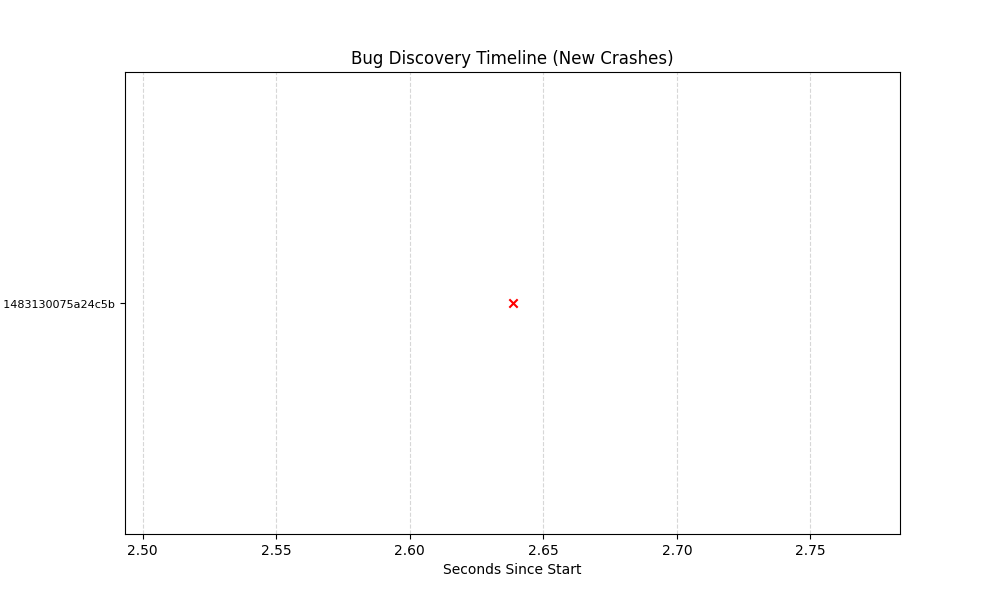 Bug Discovery Timeline (New Crashes)
1483130075a24c5b
2.50 2.55 2.60 2.65 2.70 2.75
Seconds Since Start